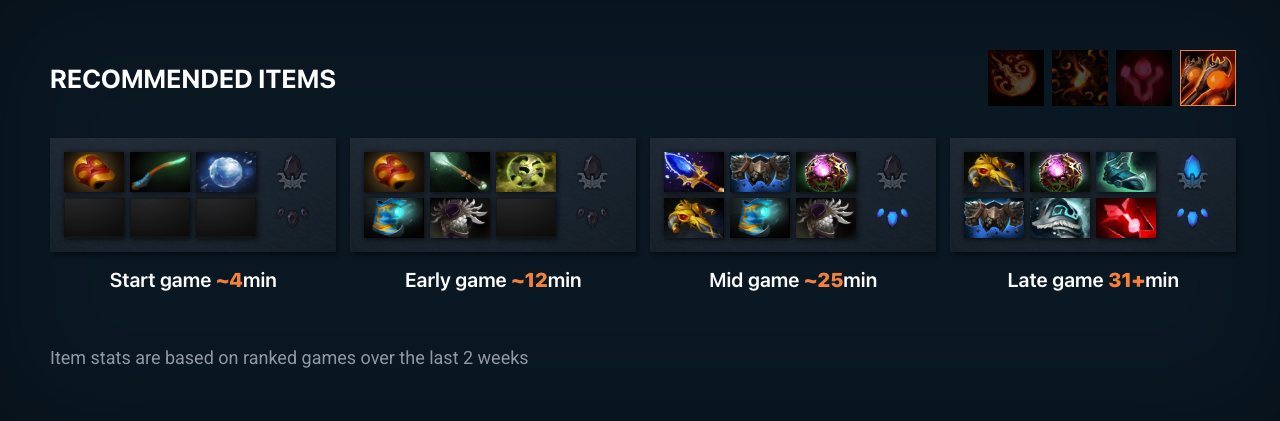 RECOMMENDED ITEMS
Start game ~4min
Early game ~12min
Mid game ~25min
Late game 31+min
Item stats are based on ranked games over the last 2 weeks